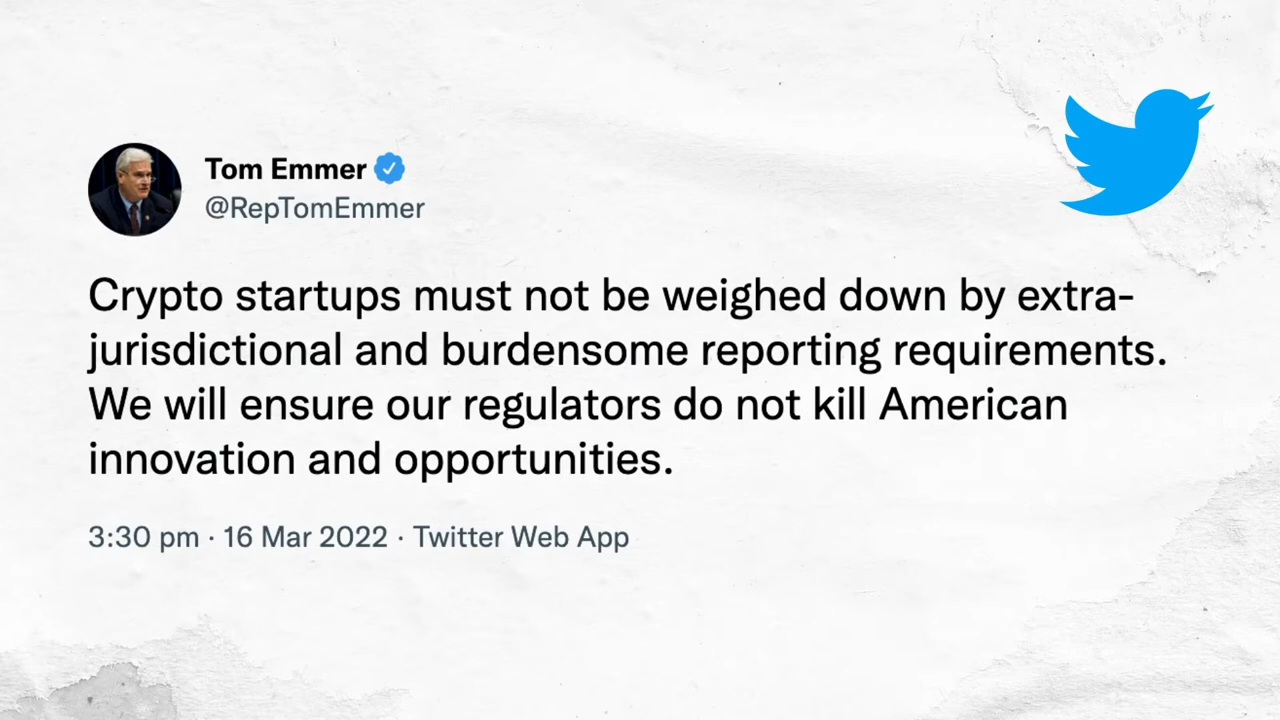 Tom Emmer
@RepTomEmmer
Crypto startups must not be weighed down by extra-
jurisdictional and burdensome reporting requirements.
We will ensure our regulators do not kill American
innovation and opportunities.
3:30 pm · 16 Mar 2022 · Twitter Web App